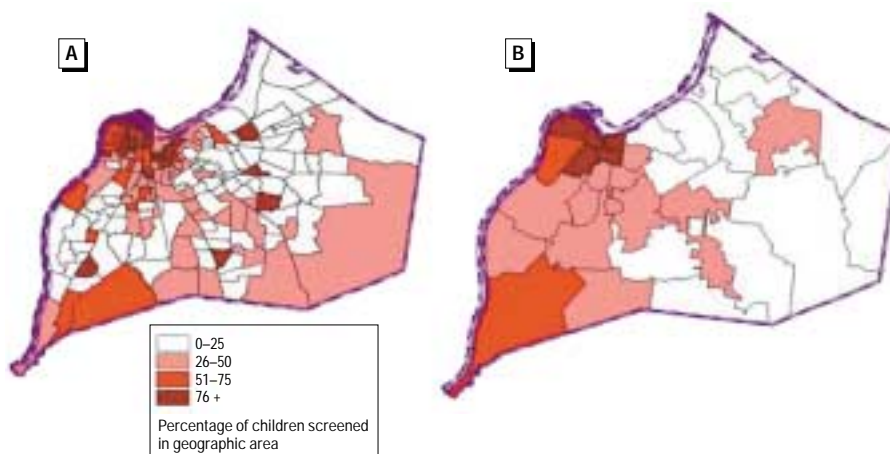 A
B
0–25
26–50
51–75
76 +
Percentage of children screened
in geographic area